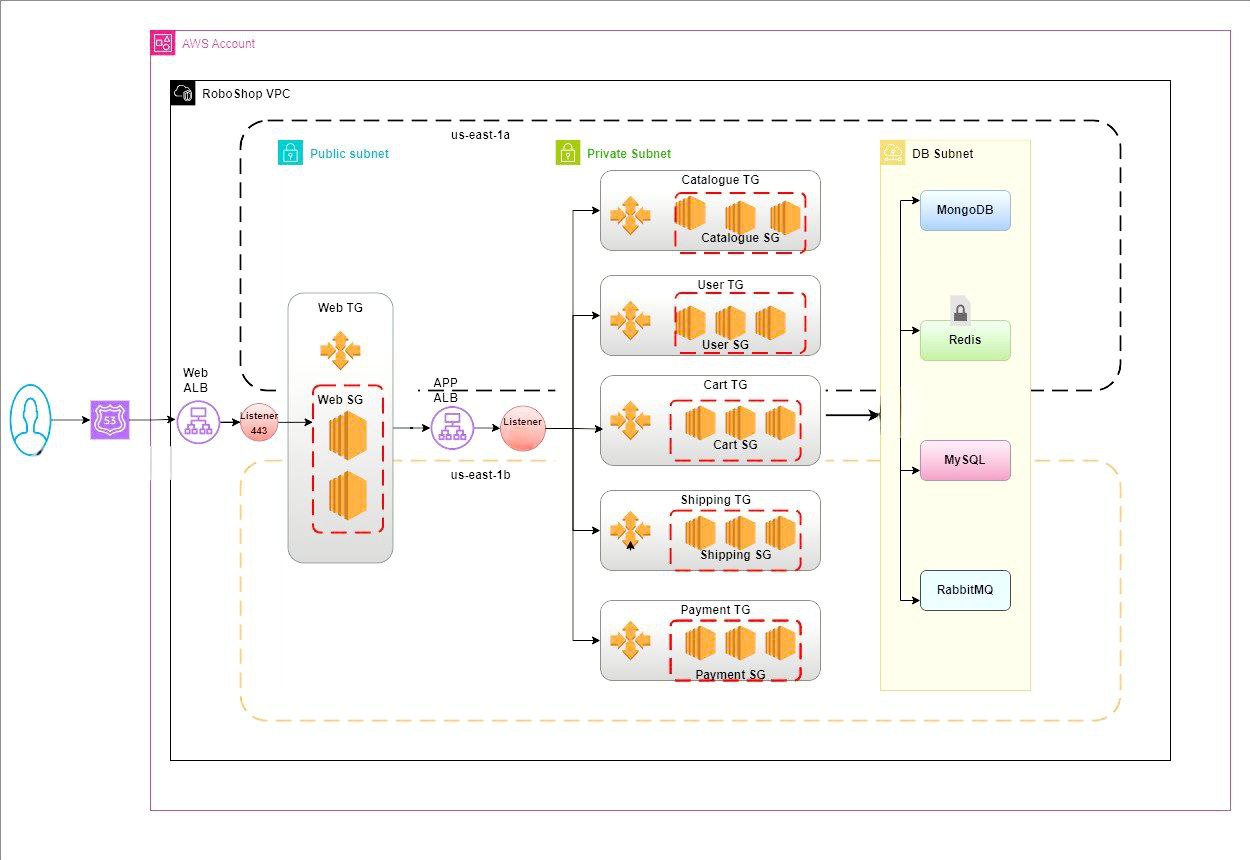 AWS Account
RoboShop VPC
us-east-1a
Public subnet
Private Subnet
DB Subnet
Catalogue TG
Catalogue SG
MongoDB
User TG
User SG
Web TG
Redis
Web
ALB
APP
ALB
Cart TG
Cart SG
Web SG
53
Listener
443
Listener
MySQL
us-east-1b
Shipping TG
Shipping SG
RabbitMQ
Payment TG
Payment SG